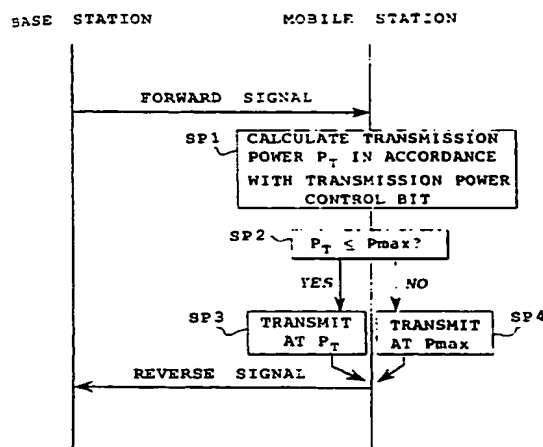 BASE STATION MOBILE STATION
FORWARD SIGNAL
SP1 CALCULATE TRANSMISSION
POWER P_T IN ACCORDANCE
WITH TRANSMISSION POWER
CONTROL BIT
SP2 P_T ≤ Pmax?
YES NO
SP3 TRANSMIT
AT P_T
TRANSMIT
AT Pmax SP4
REVERSE SIGNAL